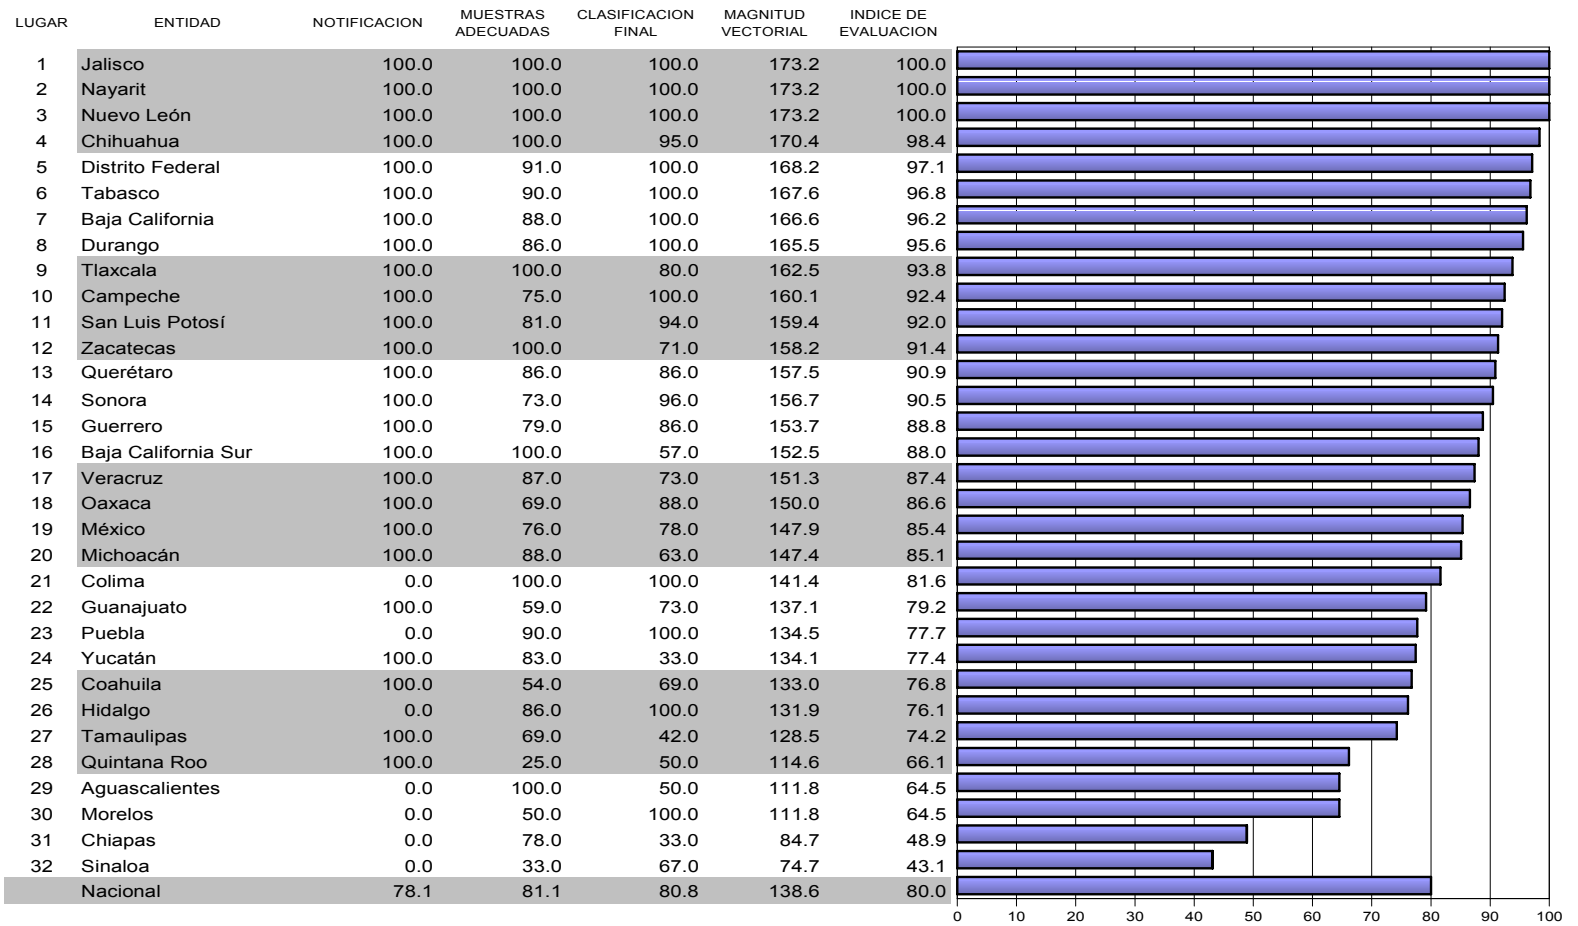 LUGAR ENTIDAD NOTIFICACION MUESTRAS ADECUADAS CLASIFICACION FINAL MAGNITUD VECTORIAL INDICE DE EVALUACION
1 Jalisco 100.0 100.0 100.0 173.2 100.0
2 Nayarit 100.0 100.0 100.0 173.2 100.0
3 Nuevo León 100.0 100.0 100.0 173.2 100.0
4 Chihuahua 100.0 100.0 95.0 170.4 98.4
5 Distrito Federal 100.0 91.0 100.0 168.2 97.1
6 Tabasco 100.0 90.0 100.0 167.6 96.8
7 Baja California 100.0 88.0 100.0 166.6 96.2
8 Durango 100.0 86.0 100.0 165.5 95.6
9 Tlaxcala 100.0 100.0 80.0 162.5 93.8
10 Campeche 100.0 75.0 100.0 160.1 92.4
11 San Luis Potosí 100.0 81.0 94.0 159.4 92.0
12 Zacatecas 100.0 100.0 71.0 158.2 91.4
13 Querétaro 100.0 86.0 86.0 157.5 90.9
14 Sonora 100.0 73.0 96.0 156.7 90.5
15 Guerrero 100.0 79.0 86.0 153.7 88.8
16 Baja California Sur 100.0 100.0 57.0 152.5 88.0
17 Veracruz 100.0 87.0 73.0 151.3 87.4
18 Oaxaca 100.0 69.0 88.0 150.0 86.6
19 México 100.0 76.0 78.0 147.9 85.4
20 Michoacán 100.0 88.0 63.0 147.4 85.1
21 Colima 0.0 100.0 100.0 141.4 81.6
22 Guanajuato 100.0 59.0 73.0 137.1 79.2
23 Puebla 0.0 90.0 100.0 134.5 77.7
24 Yucatán 100.0 83.0 33.0 134.1 77.4
25 Coahuila 100.0 54.0 69.0 133.0 76.8
26 Hidalgo 0.0 86.0 100.0 131.9 76.1
27 Tamaulipas 100.0 69.0 42.0 128.5 74.2
28 Quintana Roo 100.0 25.0 50.0 114.6 66.1
29 Aguascalientes 0.0 100.0 50.0 111.8 64.5
30 Morelos 0.0 50.0 100.0 111.8 64.5
31 Chiapas 0.0 78.0 33.0 84.7 48.9
32 Sinaloa 0.0 33.0 67.0 74.7 43.1
Nacional 78.1 81.1 80.8 138.6 80.0
0 10 20 30 40 50 60 70 80 90 100